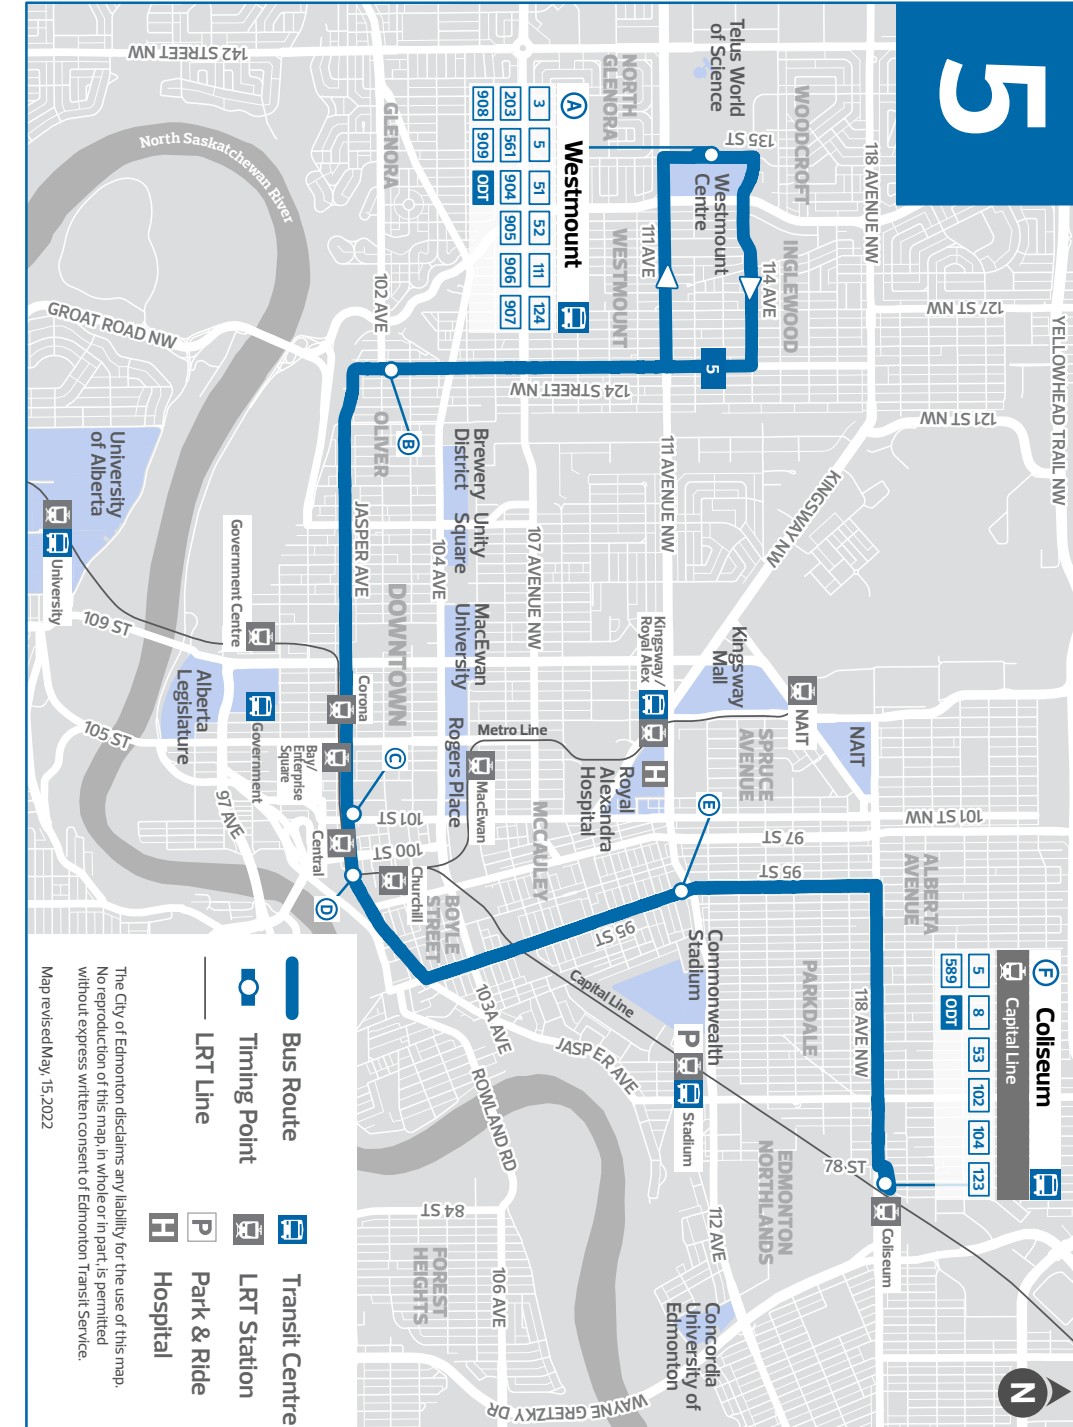 5
Telus World
of Science
NORTH
GLENORA
WOODCROFT
142 STREET NW
GLENORA
North Saskatchewan River
A Westmount
3 5 51 52 111 124
203 561 904 905 906 907
908 909 ODT
135 ST
Westmount
Centre
118 AVENUE NW
111 AVE
114 AVE
WESTMOUNT
INGLEWOOD
127 ST NW
YELLOWHEAD TRAIL NW
102 AVE
GROAT ROAD NW
5
124 STREET NW
121 ST NW
B
OLIVER
Brewery
District
Unity
Square
111 AVENUE NW
KINGSWAY NW
107 AVENUE NW
104 AVE
JASPER AVE
University
of Alberta
University
Government Centre
109 ST
DOWNTOWN
MacEwan
University
Kingsway /
Royal Alex
Kingsway
Mall
NAIT
NAIT
Alberta
Legislature
Government
105 ST
97 AVE
Corona
Bay/
Enterprise
Square
Central
C
Rogers Place
Metro Line
MacEwan
H
Royal
Alexandra
Hospital
SPRUCE
AVENUE
E
101 ST
100 ST
101 ST NW
97 ST
95 ST
MCCAULEY
Churchill
D
BOYLE
STREET
95 ST
ALBERTA
AVENUE
Commonwealth
Stadium
PARKDALE
118 AVE NW
Capital Line
103A AVE
JASPER AVE
ROWLAND RD
P
Stadium
F Coliseum
Capital Line
5 8 53 102 104 123
589 ODT
78 ST
Coliseum
EDMONTON
NORTHLANDS
112 AVE
84 ST
106 AVE
FOREST
HEIGHTS
Concordia
University of
Edmonton
WAYNE GRETZKY DR
N
Bus Route
Timing Point
LRT Line
Transit Centre
LRT Station
P Park & Ride
H Hospital
The City of Edmonton disclaims any liability for the use of this map.
No reproduction of this map, in whole or in part, is permitted
without express written consent of Edmonton Transit Service.
Map revised May, 15, 2022